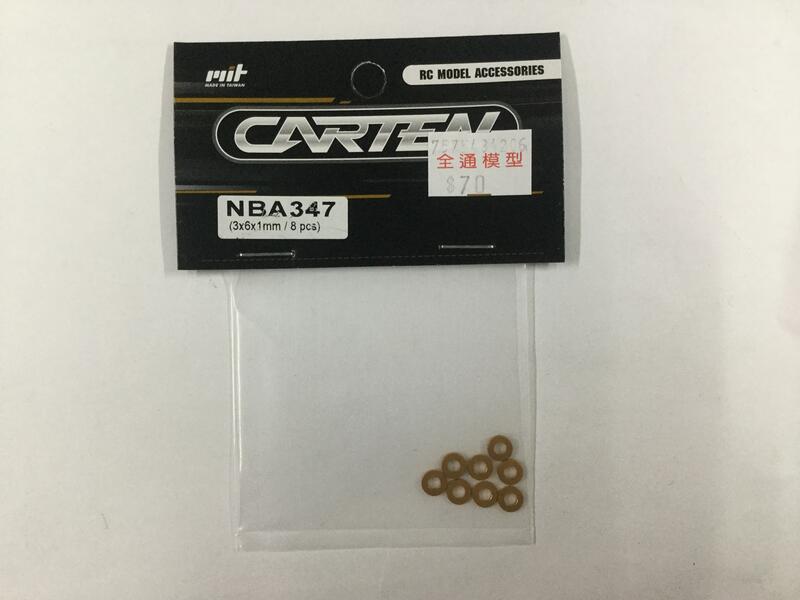 mit
MADE IN TAIWAN
RC MODEL ACCESSORIES
CARTEN
全通模型
$70
NBA347
(3x6x1mm / 8 pcs)